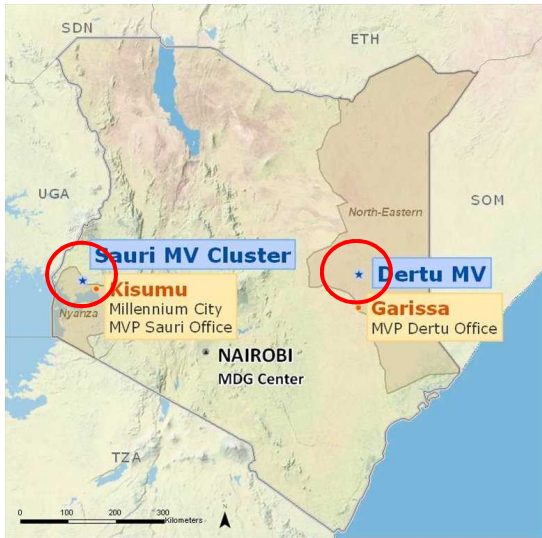 SDN
ETH
UGA
SOM
North-Eastern
Sauri MV Cluster
Dertu MV
Kisumu
Millennium City
MVP Sauri Office
Nyanza
Garissa
MVP Dertu Office
NAIROBI
MDG Center
TZA
0 100 200 300
Kilometers
N